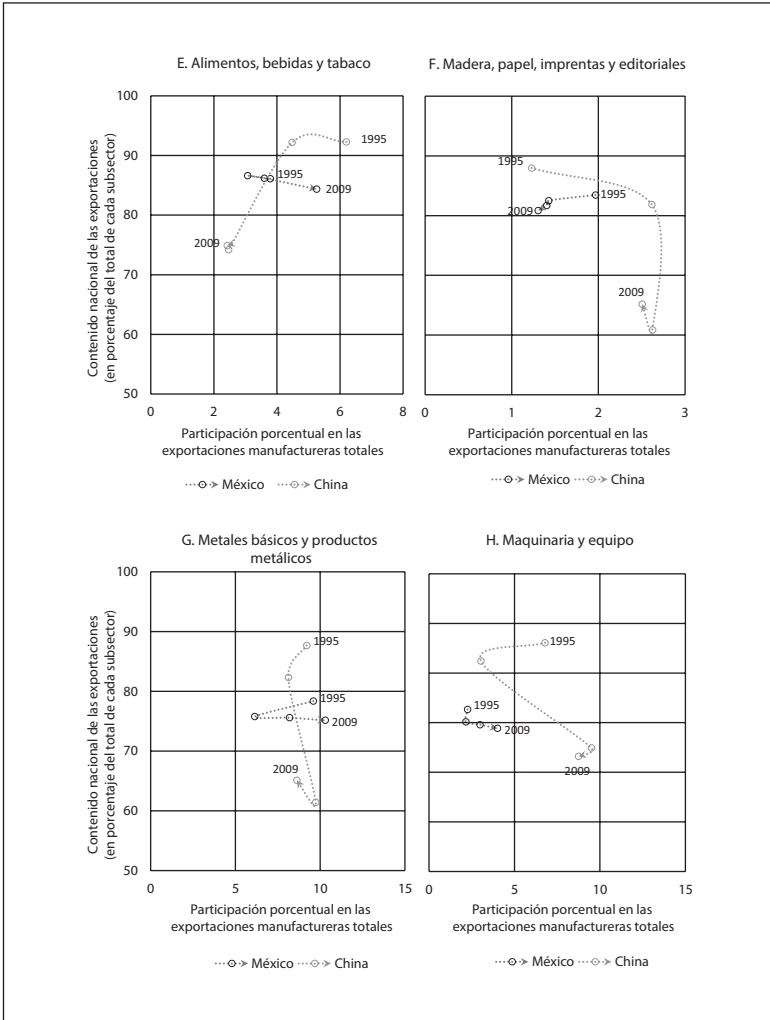 E. Alimentos, bebidas y tabaco
Contenido nacional de las exportaciones
(en porcentaje del total de cada subsector)
100
90
80
70
60
50
1995
1995
2009
2009
0
2
4
6
8
Participación porcentual en las
exportaciones manufactureras totales
México
China
F. Madera, papel, imprentas y editoriales
1995
1995
2009
2009
0
1
2
3
Participación porcentual en las
exportaciones manufactureras totales
México
China
G. Metales básicos y productos
metálicos
Contenido nacional de las exportaciones
(en porcentaje del total de cada subsector)
100
90
80
70
60
50
1995
1995
2009
2009
0
5
10
15
Participación porcentual en las
exportaciones manufactureras totales
México
China
H. Maquinaria y equipo
1995
1995
2009
2009
0
5
10
15
Participación porcentual en las
exportaciones manufactureras totales
México
China